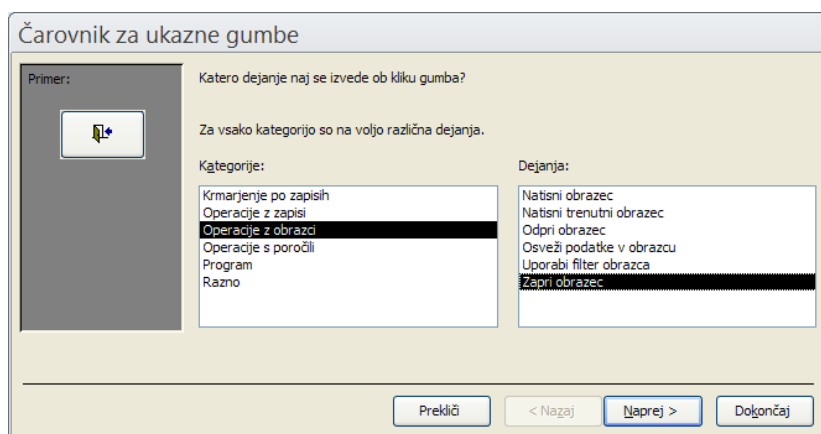 Čarovnik za ukazne gumbe
Primer:
Katero dejanje naj se izvede ob kliku gumba?
Za vsako kategorijo so na voljo različna dejanja.
Kategorije:
Krmarjenje po zapisih
Operacije z zapisi
Operacije z obrazci
Operacije s poročili
Program
Razno
Dejanja:
Natisni obrazec
Natisni trenutni obrazec
Odpri obrazec
Osveži podatke v obrazcu
Uporabi filter obrazca
Zapri obrazec
Prekliči
< Nazaj
Naprej >
Dokončaj